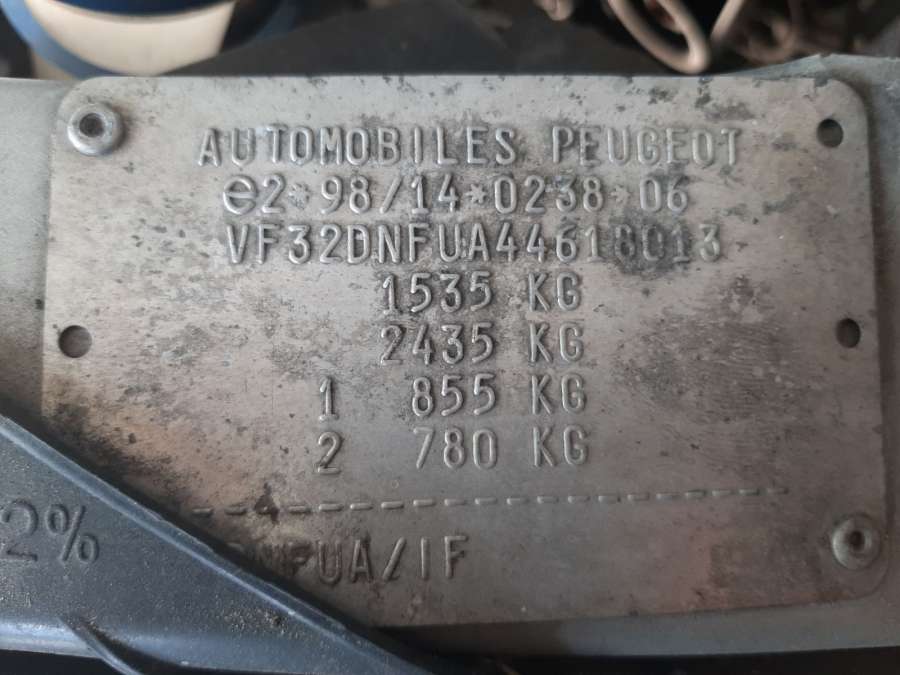 AUTOMOBILES PEUGEOT
e2*98/14*0238*06
VF32DNFUA44618013
1535 KG
2435 KG
1 855 KG
2 780 KG
--------------------------------
NFUA/IF
2%